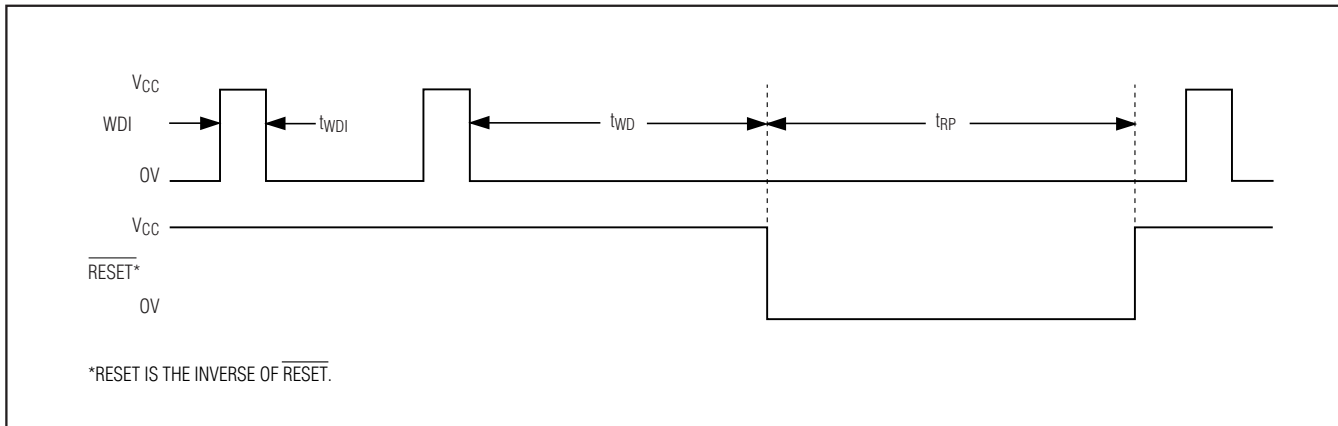 VCC
WDI
tWDI
tWD
tRP
0V
VCC
RESET*
0V
*RESET IS THE INVERSE OF RESET.